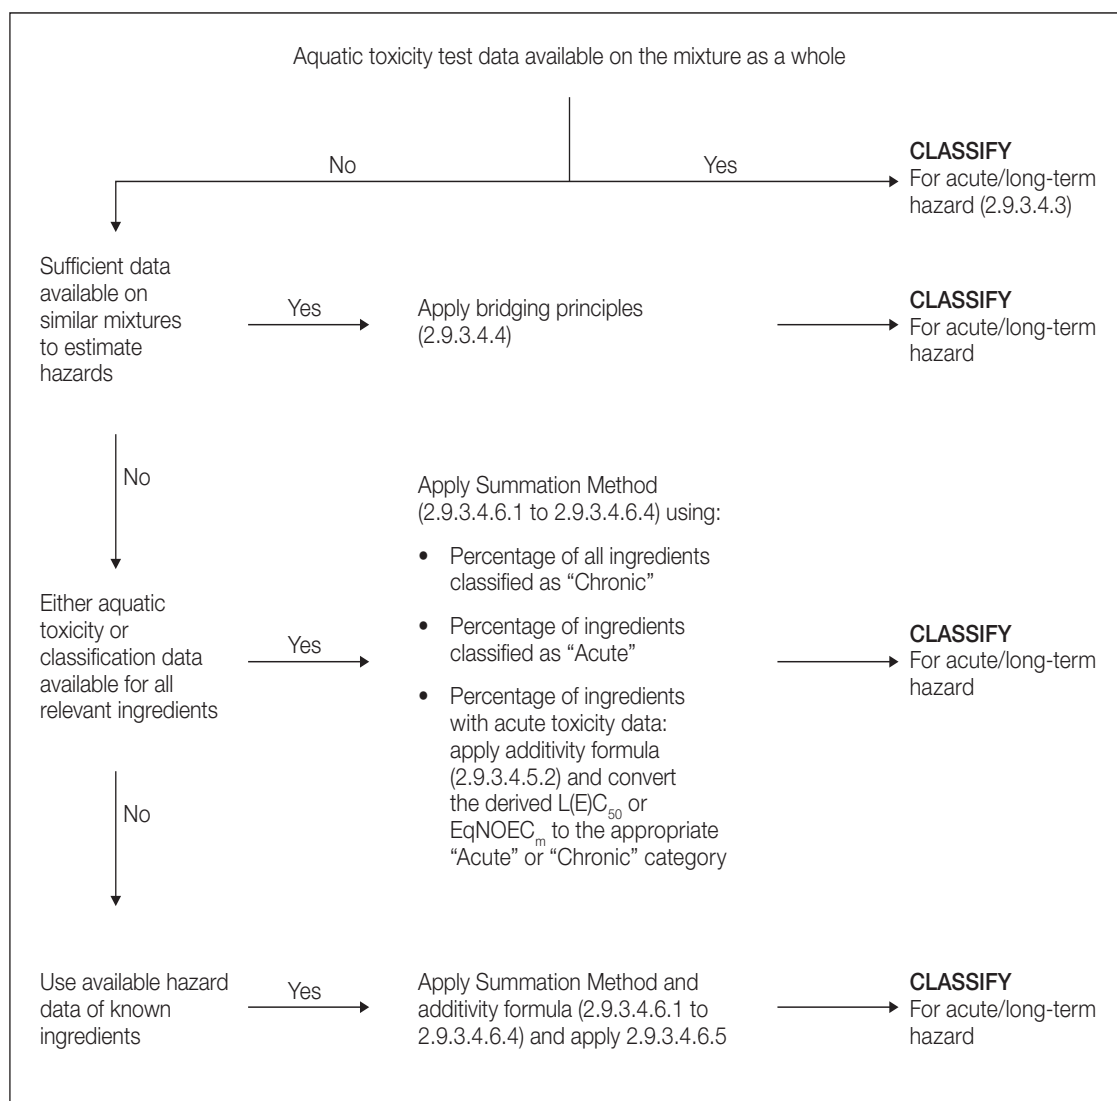 Aquatic toxicity test data available on the mixture as a whole
No
Yes
CLASSIFY
For acute/long-term
hazard (2.9.3.4.3)
Sufficient data
available on
similar mixtures
to estimate
hazards
Yes
Apply bridging principles
(2.9.3.4.4)
CLASSIFY
For acute/long-term
hazard
No
Either aquatic
toxicity or
classification data
available for all
relevant ingredients
Yes
Apply Summation Method
(2.9.3.4.6.1 to 2.9.3.4.6.4) using:
• Percentage of all ingredients
classified as “Chronic”
• Percentage of ingredients
classified as “Acute”
• Percentage of ingredients
with acute toxicity data:
apply additivity formula
(2.9.3.4.5.2) and convert
the derived L(E)C50 or
EqNOECm to the appropriate
“Acute” or “Chronic” category
CLASSIFY
For acute/long-term
hazard
No
Use available hazard
data of known
ingredients
Yes
Apply Summation Method and
additivity formula (2.9.3.4.6.1 to
2.9.3.4.6.4) and apply 2.9.3.4.6.5
CLASSIFY
For acute/long-term
hazard